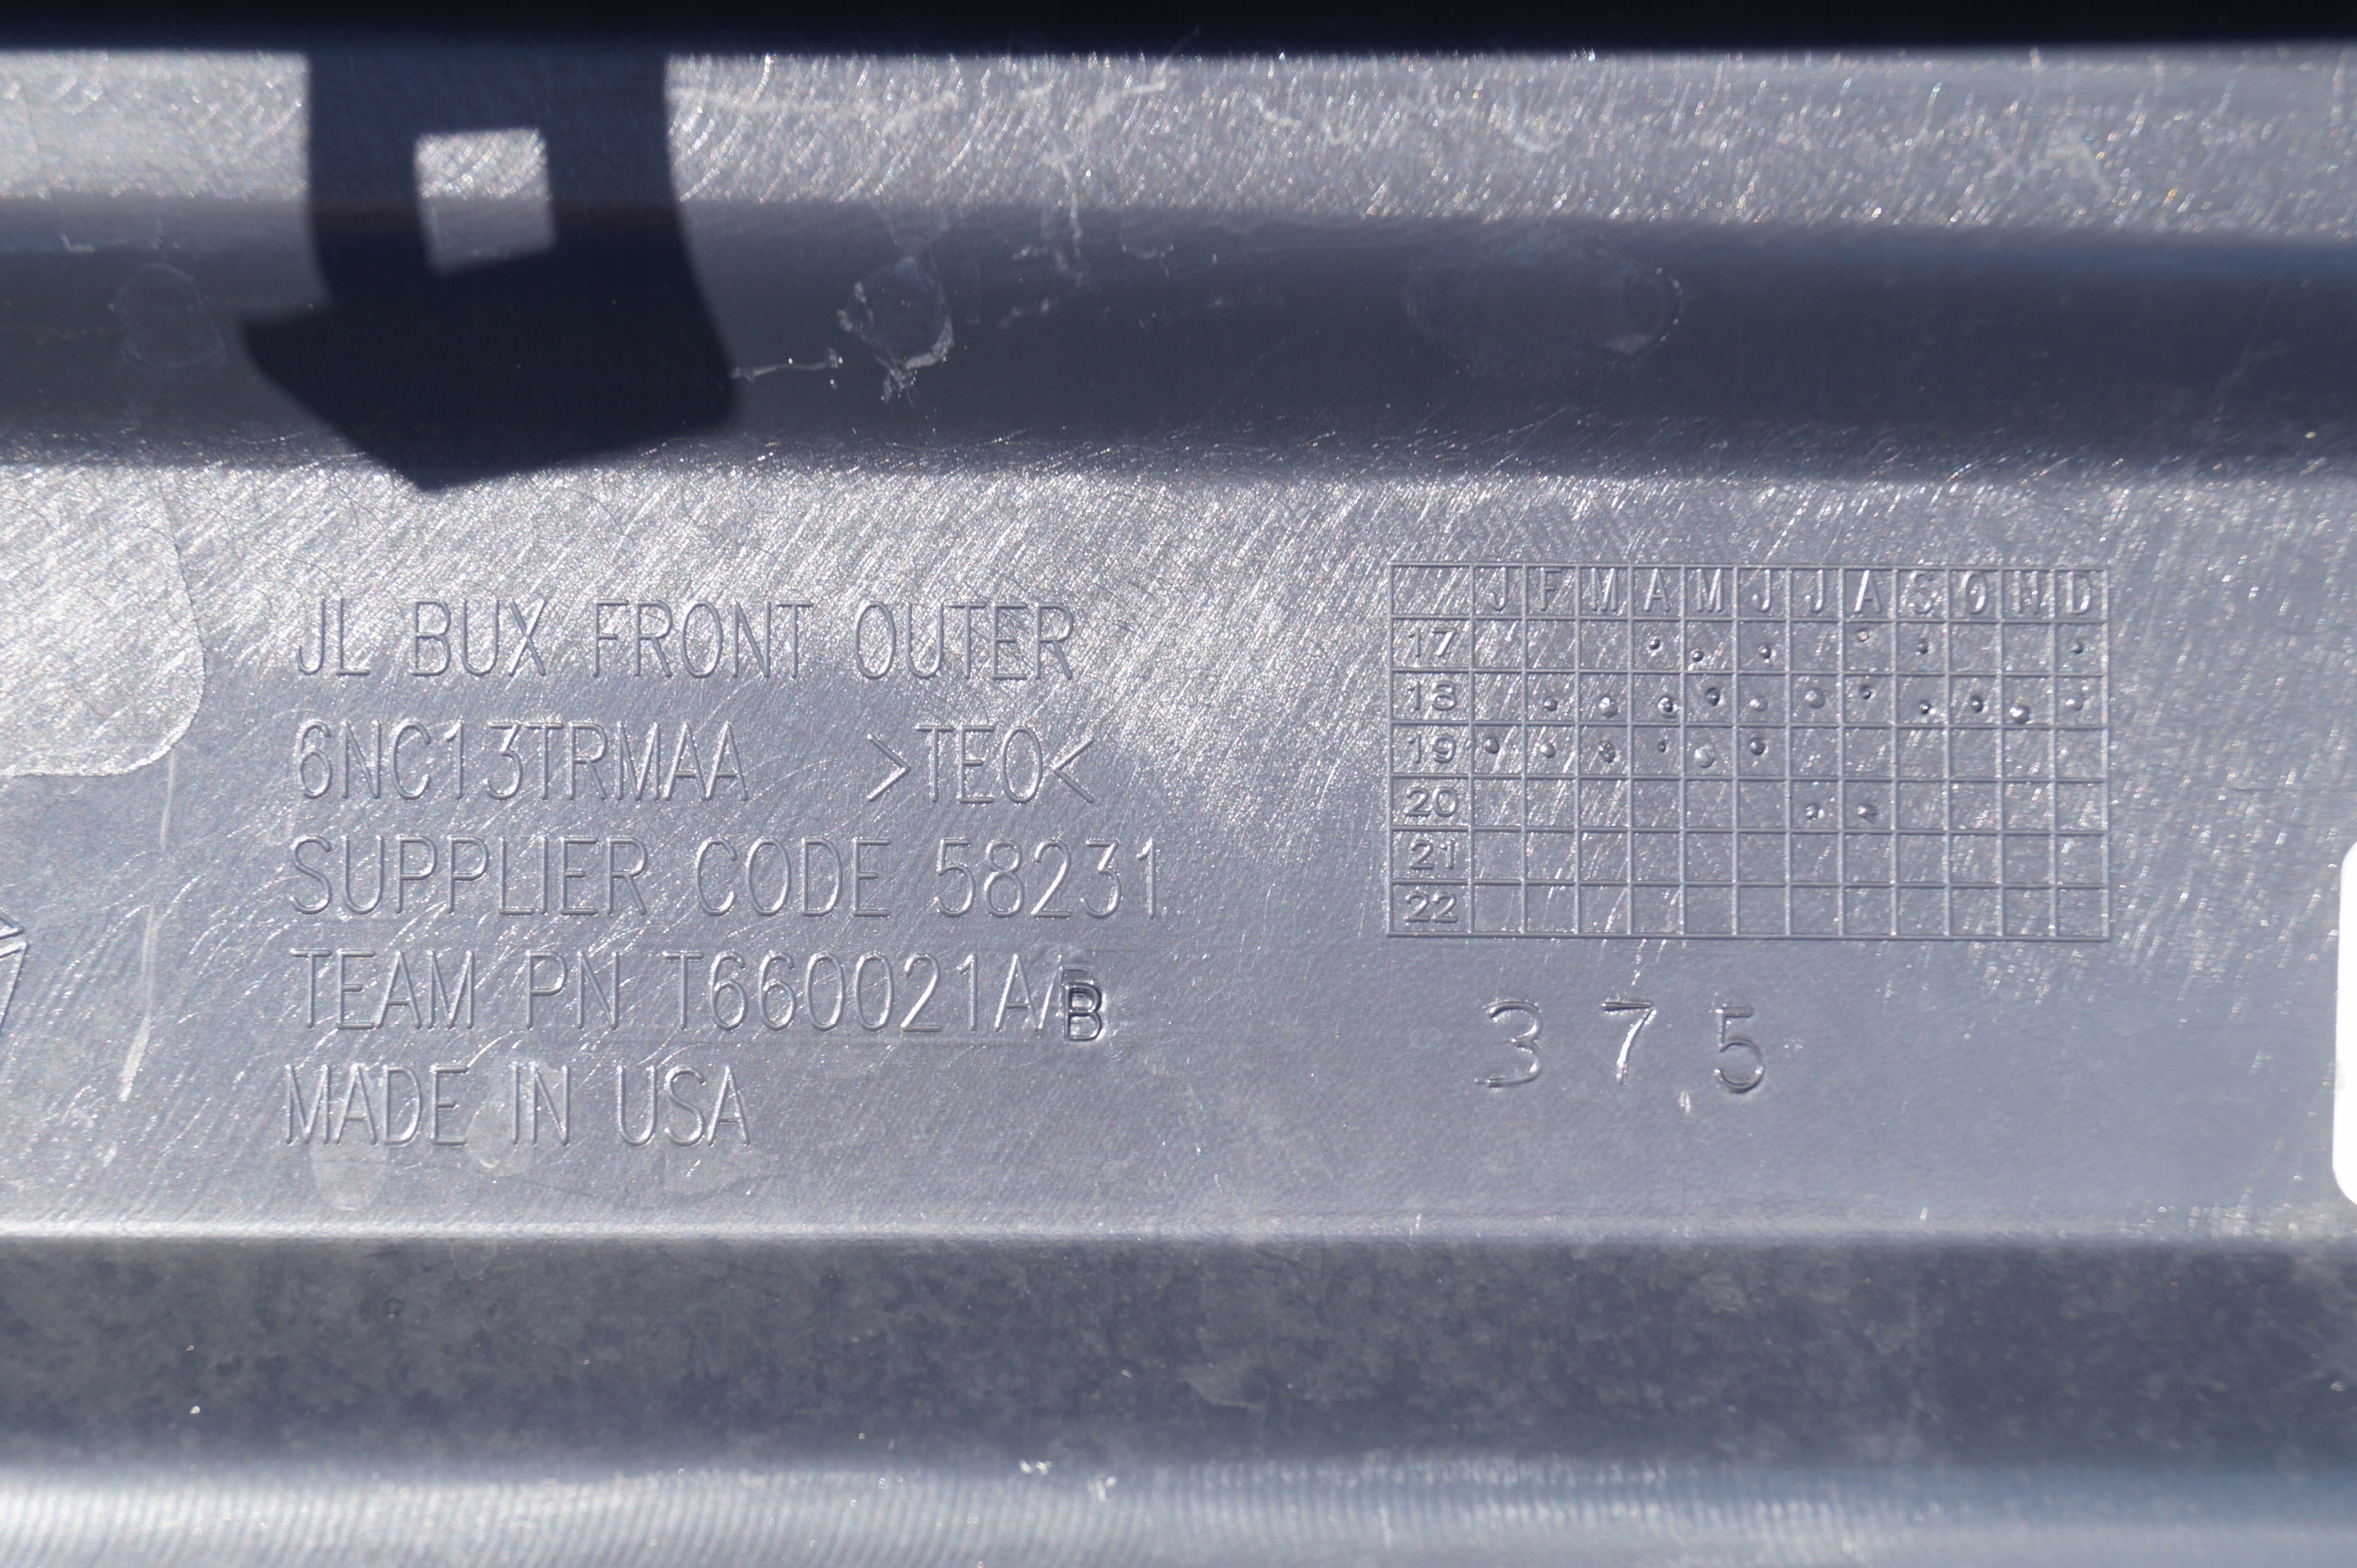 JL BUX FRONT OUTER
6NC13TRMAA >TEO<
SUPPLIER CODE 58231
TEAM PN T660021AB
MADE IN USA
J F M A M J J A S O N D
17
18
19
20
21
22
375